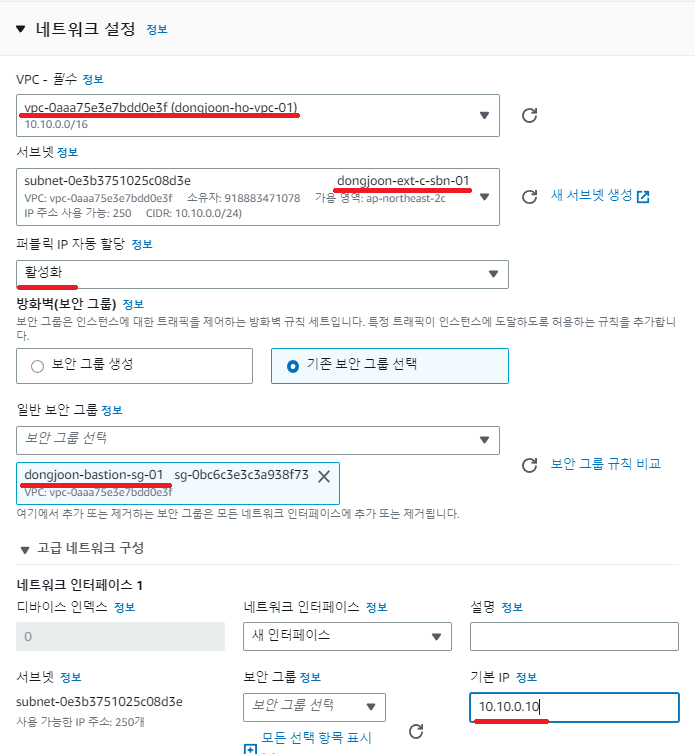 ▼ 네트워크 설정 정보
VPC - 필수 정보
vpc-0aaa75e3e7bdd0e3f (dongjoon-ho-vpc-01)
10.10.0.0/16
서브넷 정보
subnet-0e3b3751025c08d3e dongjoon-ext-c-sbn-01
VPC: vpc-0aaa75e3e7bdd0e3f 소유자: 918883471078 가용 영역: ap-northeast-2c
IP 주소 사용 가능: 250 CIDR: 10.10.0.0/24)
새 서브넷 생성
퍼블릭 IP 자동 할당 정보
활성화
방화벽(보안 그룹) 정보
보안 그룹은 인스턴스에 대한 트래픽을 제어하는 방화벽 규칙 세트입니다. 특정 트래픽이 인스턴스에 도달하도록 허용하는 규칙을 추가합니
다.
보안 그룹 생성 기존 보안 그룹 선택
일반 보안 그룹 정보
보안 그룹 선택
dongjoon-bastion-sg-01 sg-0bc6c3e3c3a938f73
VPC: vpc-0aaa75e3e7bdd0e3f
보안 그룹 규칙 비교
여기에서 추가 또는 제거하는 보안 그룹은 모든 네트워크 인터페이스에 추가 또는 제거됩니다.
▼ 고급 네트워크 구성
네트워크 인터페이스 1
디바이스 인덱스 정보 네트워크 인터페이스 정보 설명 정보
0 새 인터페이스
서브넷 정보 보안 그룹 정보 기본 IP 정보
subnet-0e3b3751025c08d3e 보안 그룹 선택 10.10.0.10
사용 가능한 IP 주소: 250개
모든 선택 항목 표시